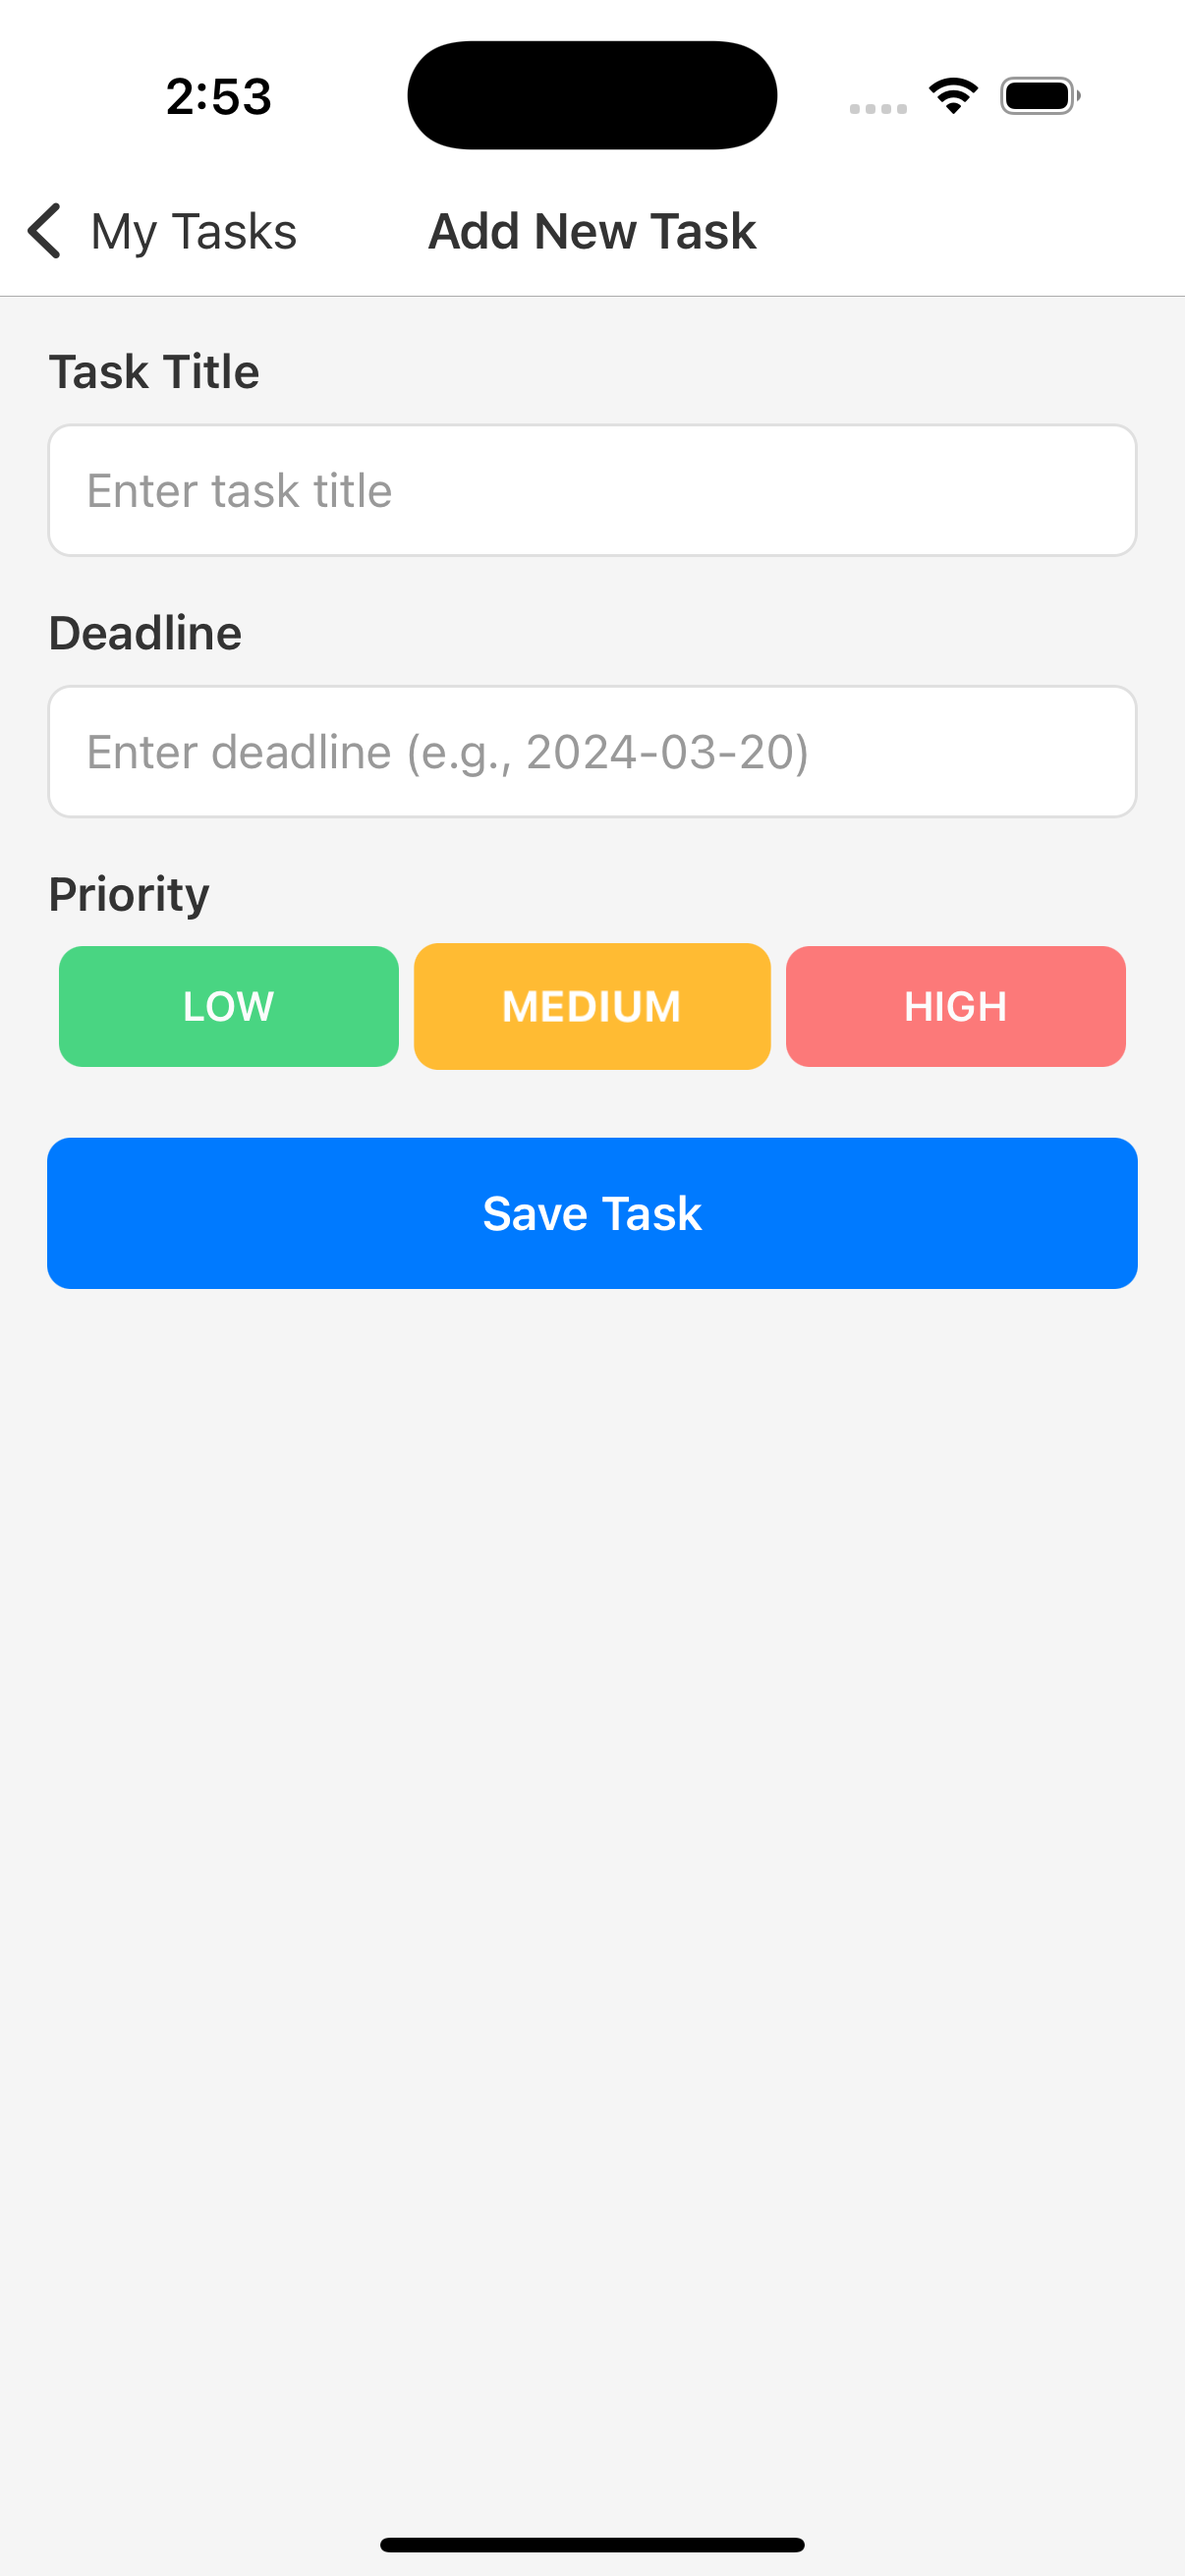 2:53
My Tasks
Add New Task
Task Title
Enter task title
Deadline
Enter deadline (e.g., 2024-03-20)
Priority
LOW MEDIUM HIGH
Save Task